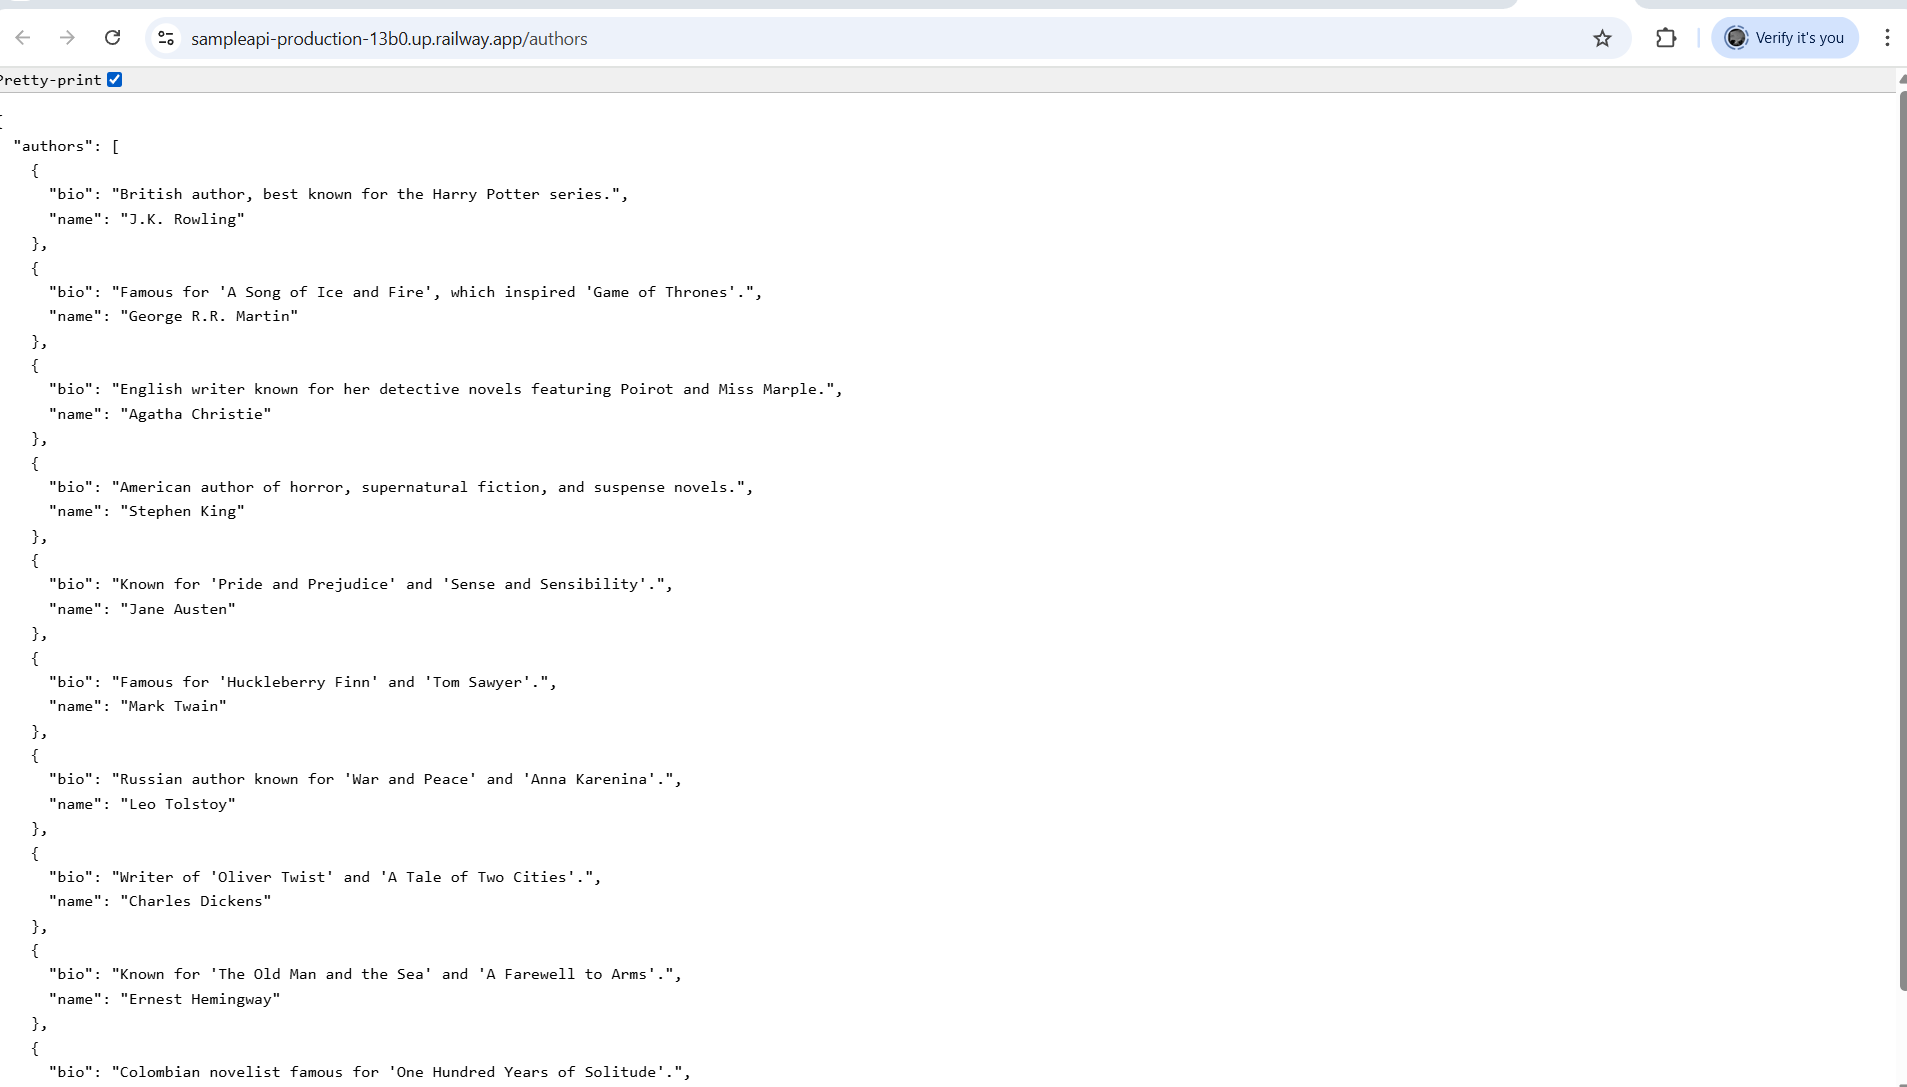 sampleapi-production-13b0.up.railway.app/authors
Verify it's you
Pretty-print
"authors": [
{
"bio": "British author, best known for the Harry Potter series.",
"name": "J.K. Rowling"
},
{
"bio": "Famous for 'A Song of Ice and Fire', which inspired 'Game of Thrones'.",
"name": "George R.R. Martin"
},
{
"bio": "English writer known for her detective novels featuring Poirot and Miss Marple.",
"name": "Agatha Christie"
},
{
"bio": "American author of horror, supernatural fiction, and suspense novels.",
"name": "Stephen King"
},
{
"bio": "Known for 'Pride and Prejudice' and 'Sense and Sensibility'.",
"name": "Jane Austen"
},
{
"bio": "Famous for 'Huckleberry Finn' and 'Tom Sawyer'.",
"name": "Mark Twain"
},
{
"bio": "Russian author known for 'War and Peace' and 'Anna Karenina'.",
"name": "Leo Tolstoy"
},
{
"bio": "Writer of 'Oliver Twist' and 'A Tale of Two Cities'.",
"name": "Charles Dickens"
},
{
"bio": "Known for 'The Old Man and the Sea' and 'A Farewell to Arms'.",
"name": "Ernest Hemingway"
},
{
"bio": "Colombian novelist famous for 'One Hundred Years of Solitude'.",